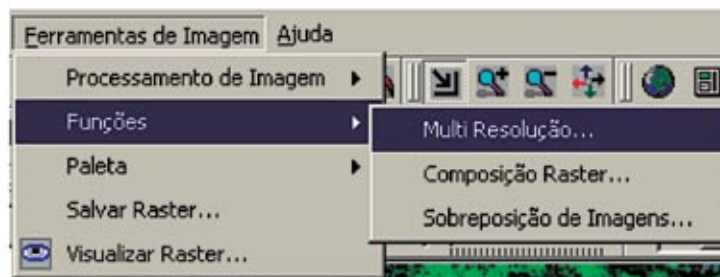 Ferramentas de Imagem Ajuda
Processamento de Imagem
Funções
Multi Resolução...
Paleta
Composição Raster...
Salvar Raster...
Sobreposição de Imagens...
Visualizar Raster...